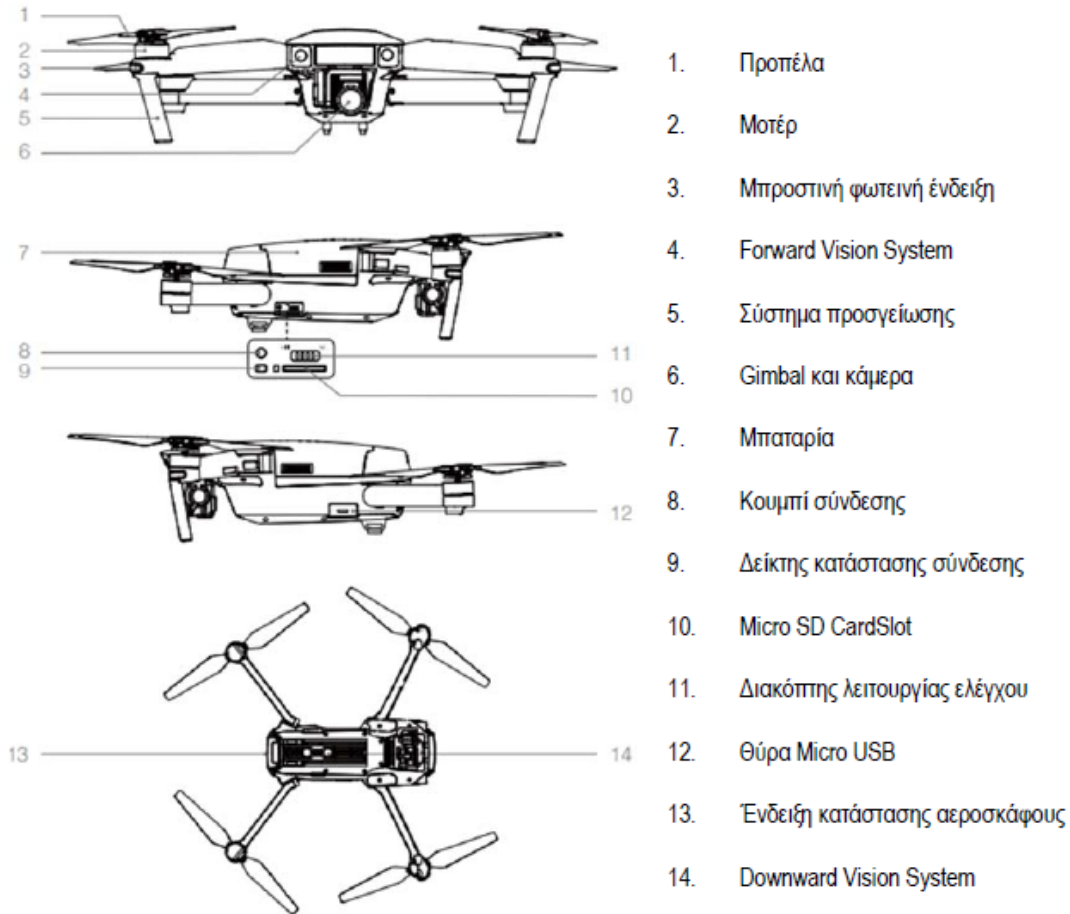 1
2
3
4
5
6
7
8
9
11
10
12
13
14
1. Προπέλα
2. Μοτέρ
3. Μπροστινή φωτεινή ένδειξη
4. Forward Vision System
5. Σύστημα προσγείωσης
6. Gimbal και κάμερα
7. Μπαταρία
8. Κουμπί σύνδεσης
9. Δείκτης κατάστασης σύνδεσης
10. Micro SD CardSlot
11. Διακόπτης λειτουργίας ελέγχου
12. Θύρα Micro USB
13. Ένδειξη κατάστασης αεροσκάφους
14. Downward Vision System